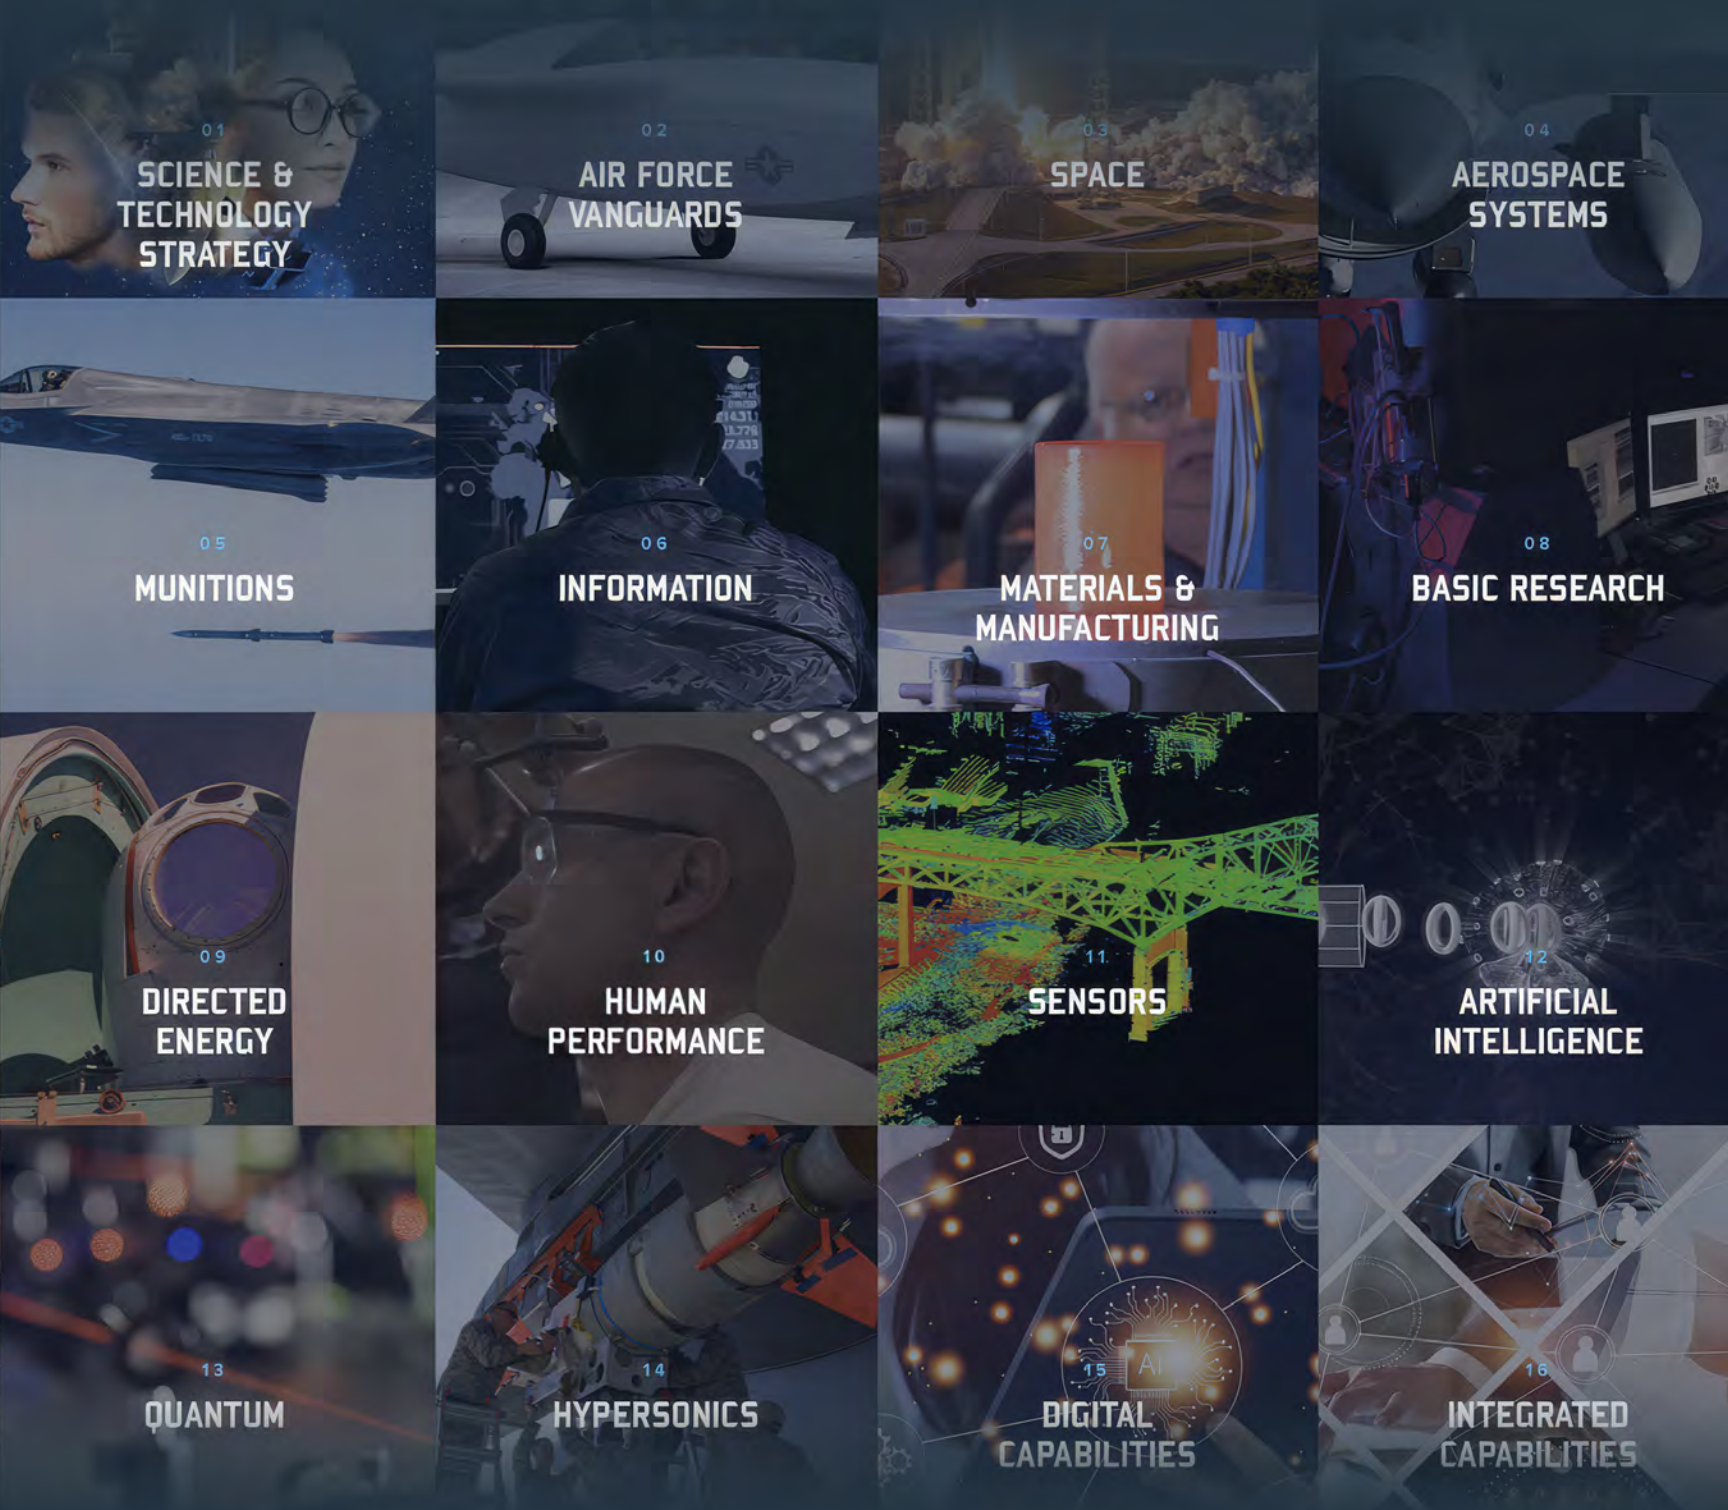 01
SCIENCE &
TECHNOLOGY
STRATEGY
02
AIR FORCE
VANGUARDS
03
SPACE
04
AEROSPACE
SYSTEMS
05
MUNITIONS
06
INFORMATION
07
MATERIALS &
MANUFACTURING
08
BASIC RESEARCH
09
DIRECTED
ENERGY
10
HUMAN
PERFORMANCE
11
SENSORS
12
ARTIFICIAL
INTELLIGENCE
13
QUANTUM
14
HYPERSONICS
AI
15
DIGITAL
CAPABILITIES
16
INTEGRATED
CAPABILITIES